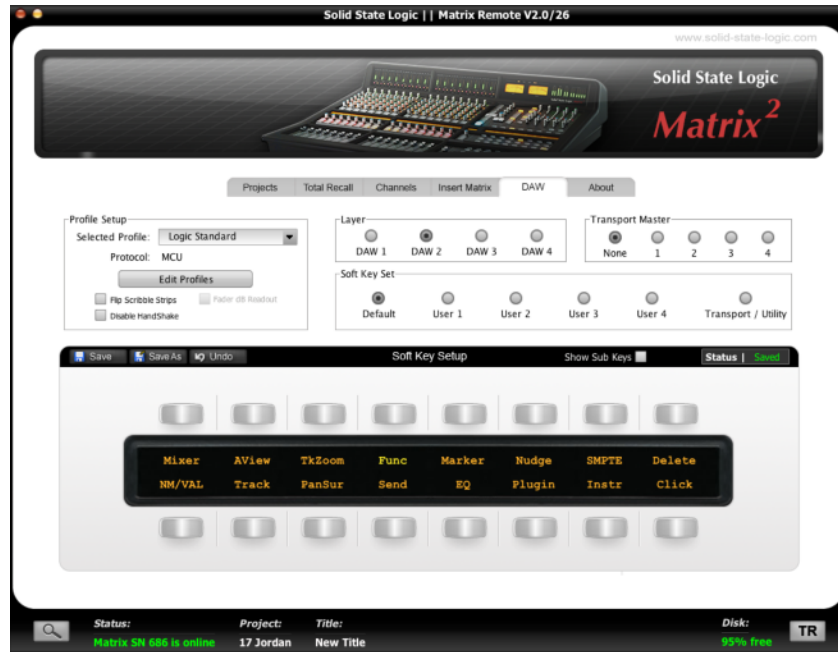 Solid State Logic || Matrix Remote V2.0/26
www.solid-state-logic.com
Solid State Logic
Matrix2
Projects Total Recall Channels Insert Matrix DAW About
Profile Setup
Selected Profile: Logic Standard
Protocol: MCU
Edit Profiles
Flip Scribble Strips Fader dB Readout
Disable HandShake
Layer
DAW 1 DAW 2 DAW 3 DAW 4
Transport Master
None 1 2 3 4
Soft Key Set
Default User 1 User 2 User 3 User 4 Transport / Utility
Save Save As Undo Soft Key Setup Show Sub Keys Status | Saved
Mixer AView TkZoom Func Marker Nudge SMPTE Delete
NM/VAL Track PanSur Send EQ Plugin Instr Click
Status: Project: Title: Disk:
Matrix SN 686 is online 17 Jordan New Title 95% free
TR